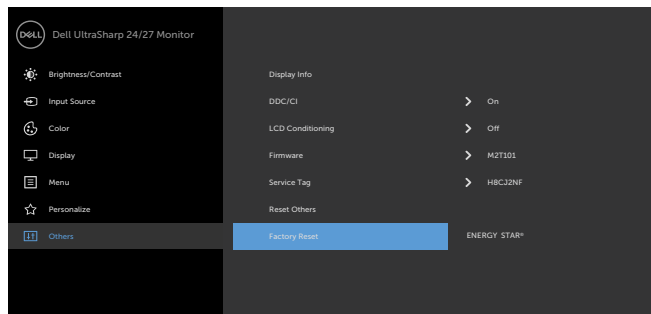 DELL Dell UltraSharp 24/27 Monitor
Brightness/Contrast
Input Source
Color
Display
Menu
Personalize
Others
Display Info
DDC/CI On
LCD Conditioning Off
Firmware M2T101
Service Tag H8CJ2NF
Reset Others
Factory Reset ENERGY STAR®